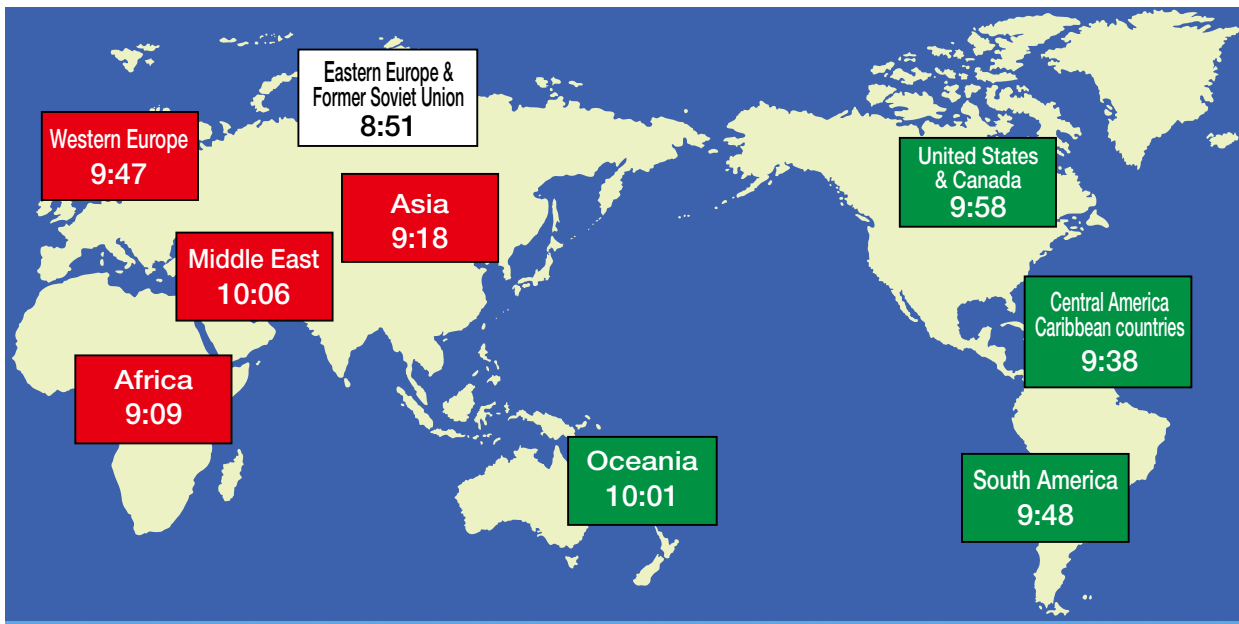 Eastern Europe &
Former Soviet Union
8:51
Western Europe
9:47
United States
& Canada
9:58
Asia
9:18
Middle East
10:06
Central America
Caribbean countries
9:38
Africa
9:09
Oceania
10:01
South America
9:48